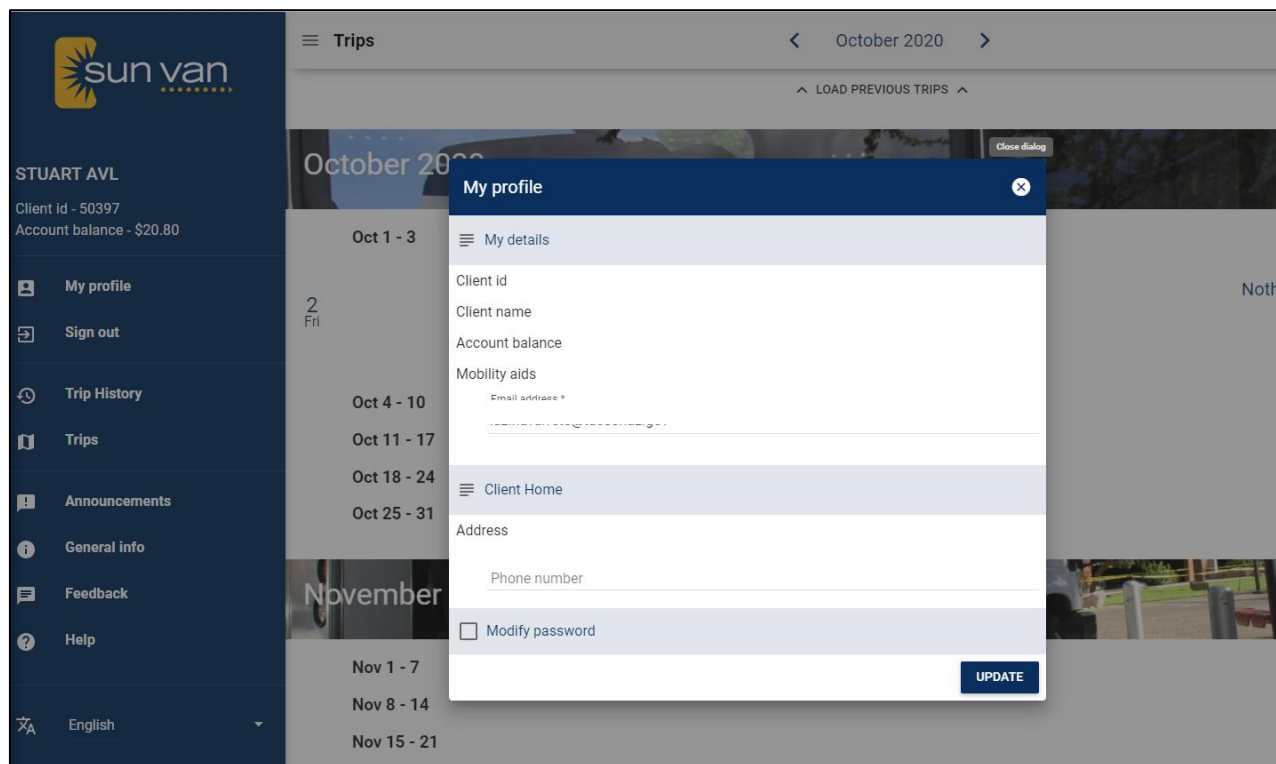 sun van
STUART AVL
Client id - 50397
Account balance - $20.80
My profile
Sign out
Trip History
Trips
Announcements
General info
Feedback
Help
English
Trips
October 2020
LOAD PREVIOUS TRIPS
October 20
Oct 1 - 3
2
Fri
Noth
Oct 4 - 10
Oct 11 - 17
Oct 18 - 24
Oct 25 - 31
November
Nov 1 - 7
Nov 8 - 14
Nov 15 - 21
Close dialog
My profile
My details
Client id
Client name
Account balance
Mobility aids
Email address *
Client Home
Address
Phone number
Modify password
UPDATE